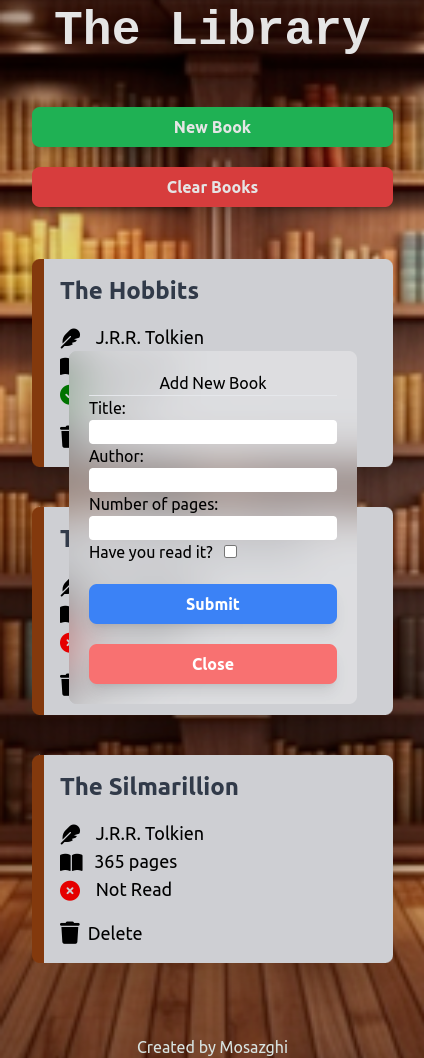 The Library
New Book
Clear Books
The Hobbits
J.R.R. Tolkien
Add New Book
Title:
Author:
Number of pages:
Have you read it?
Submit
Close
The Silmarillion
J.R.R. Tolkien
365 pages
Not Read
Delete
Created by Mosazghi